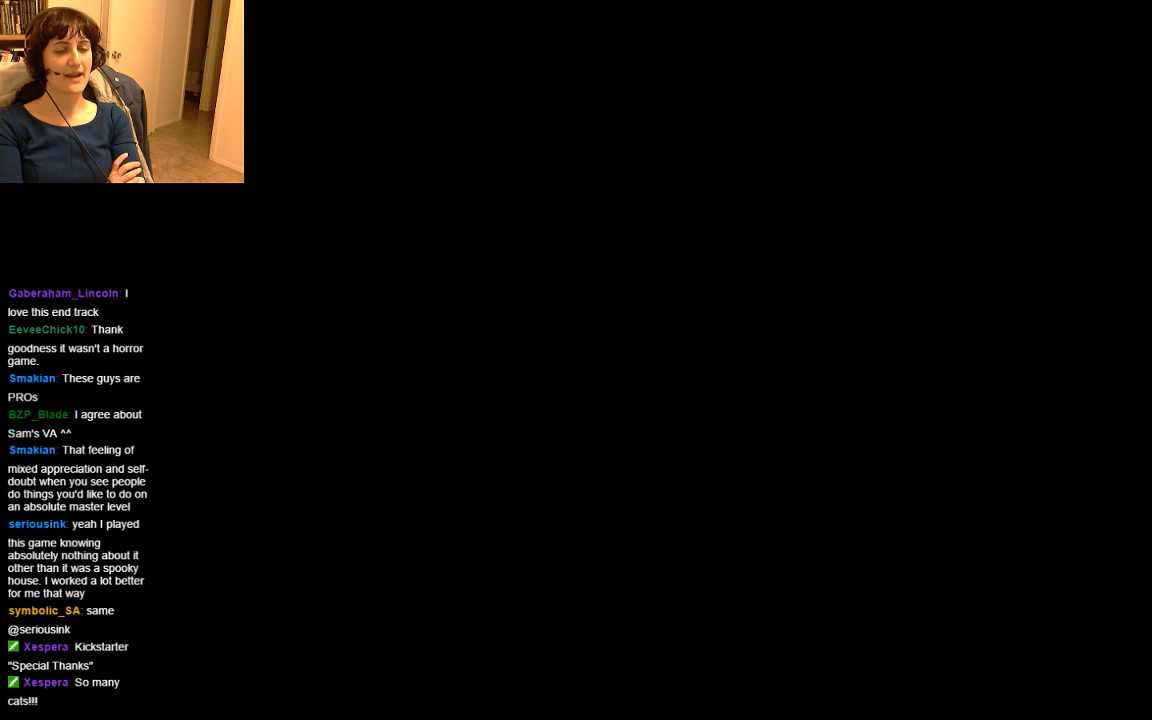 Gaberaham_Lincoln: I
love this end track
EeveeChick10: Thank
goodness it wasn't a horror
game.
Smakian: These guys are
PROs
BZP_Blade: I agree about
Sam's VA ^^
Smakian: That feeling of
mixed appreciation and self-
doubt when you see people
do things you'd like to do on
an absolute master level
seriousink: yeah I played
this game knowing
absolutely nothing about it
other than it was a spooky
house. I worked a lot better
for me that way
symbolic_SA: same
@seriousink
Xespera: Kickstarter
"Special Thanks"
Xespera: So many
cats!!!